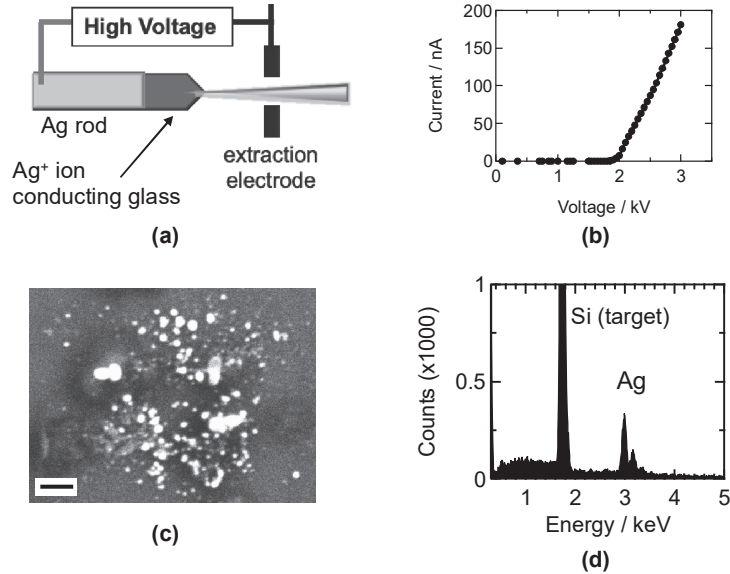 High Voltage
Ag rod
Ag⁺ ion
conducting glass
extraction
electrode
(a)
Current / nA
200
150
100
50
0
0 1 2 3
Voltage / kV
(b)
(c)
Counts (x1000)
1
0.5
0
Si (target)
Ag
1 2 3 4 5
Energy / keV
(d)